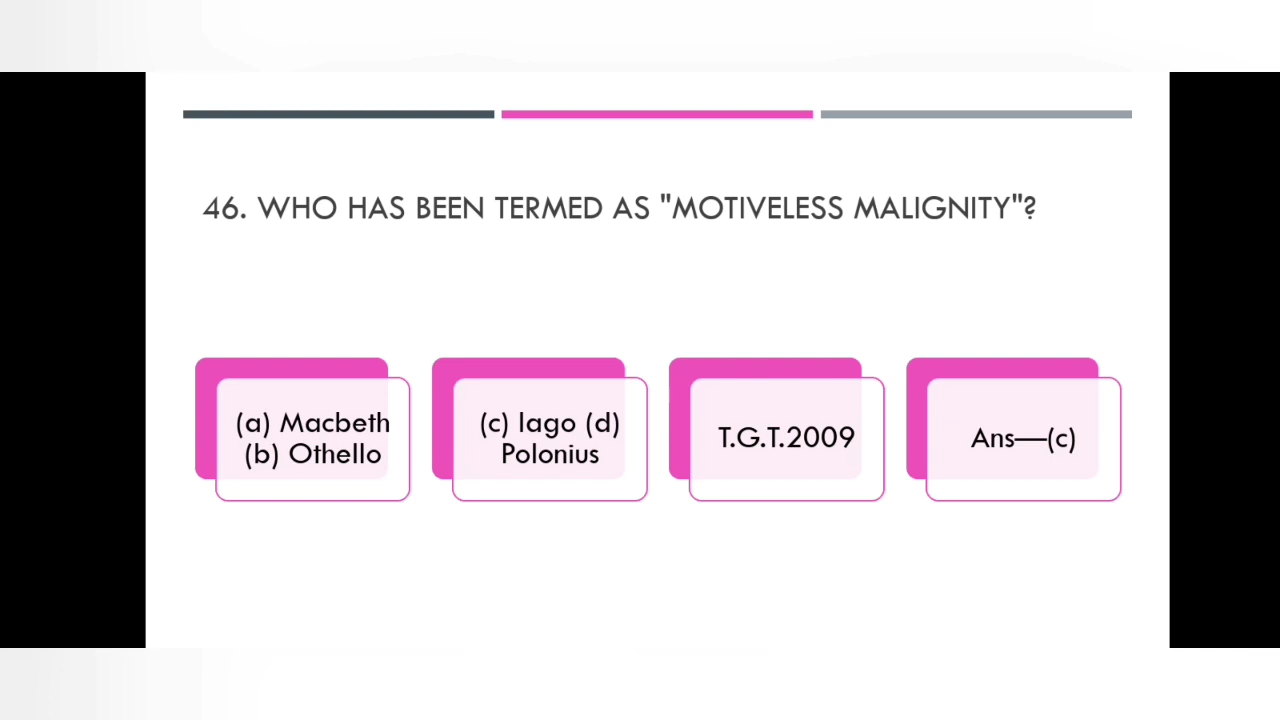 46. WHO HAS BEEN TERMED AS "MOTIVELESS MALIGNITY"?
(a) Macbeth
(b) Othello
(c) Iago (d)
Polonius
T.G.T.2009
Ans—(c)